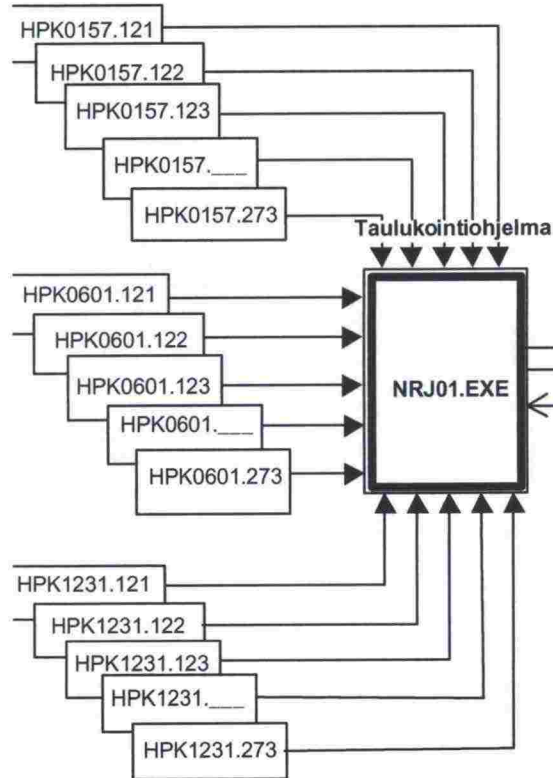 HPK0157.121
HPK0157.122
HPK0157.123
HPK0157.___
HPK0157.273
Taulukointiohjelma
HPK0601.121
HPK0601.122
HPK0601.123
HPK0601.___
HPK0601.273
NRJ01.EXE
HPK1231.121
HPK1231.122
HPK1231.123
HPK1231.___
HPK1231.273